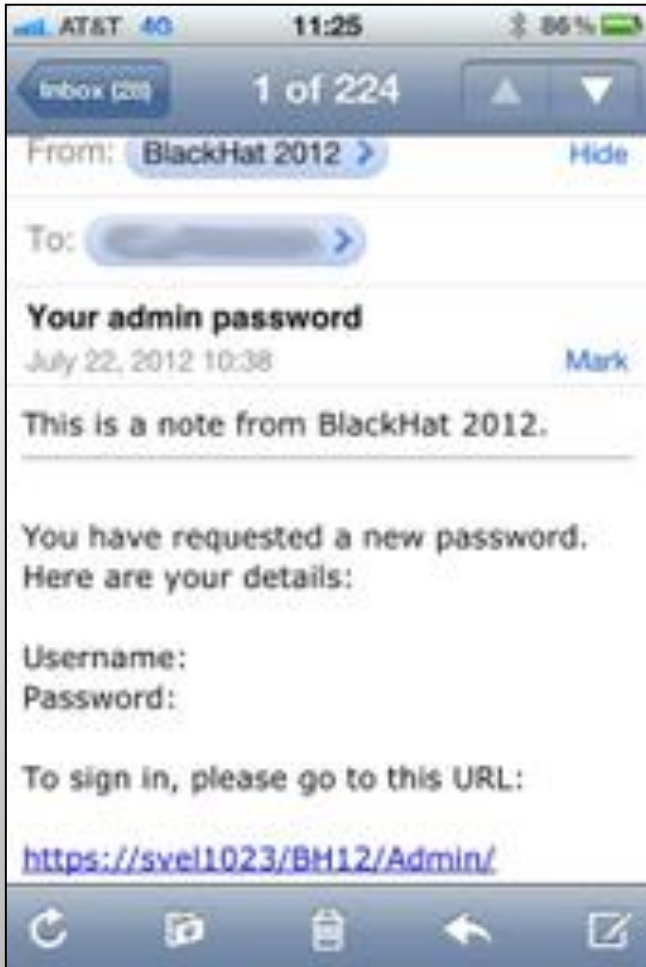 AT&T 4G 11:25 86%
Inbox (28) 1 of 224
From: BlackHat 2012 Hide
To:
Your admin password
July 22, 2012 10:38 Mark
This is a note from BlackHat 2012.
You have requested a new password.
Here are your details:
Username:
Password:
To sign in, please go to this URL:
https://svel1023/BH12/Admin/